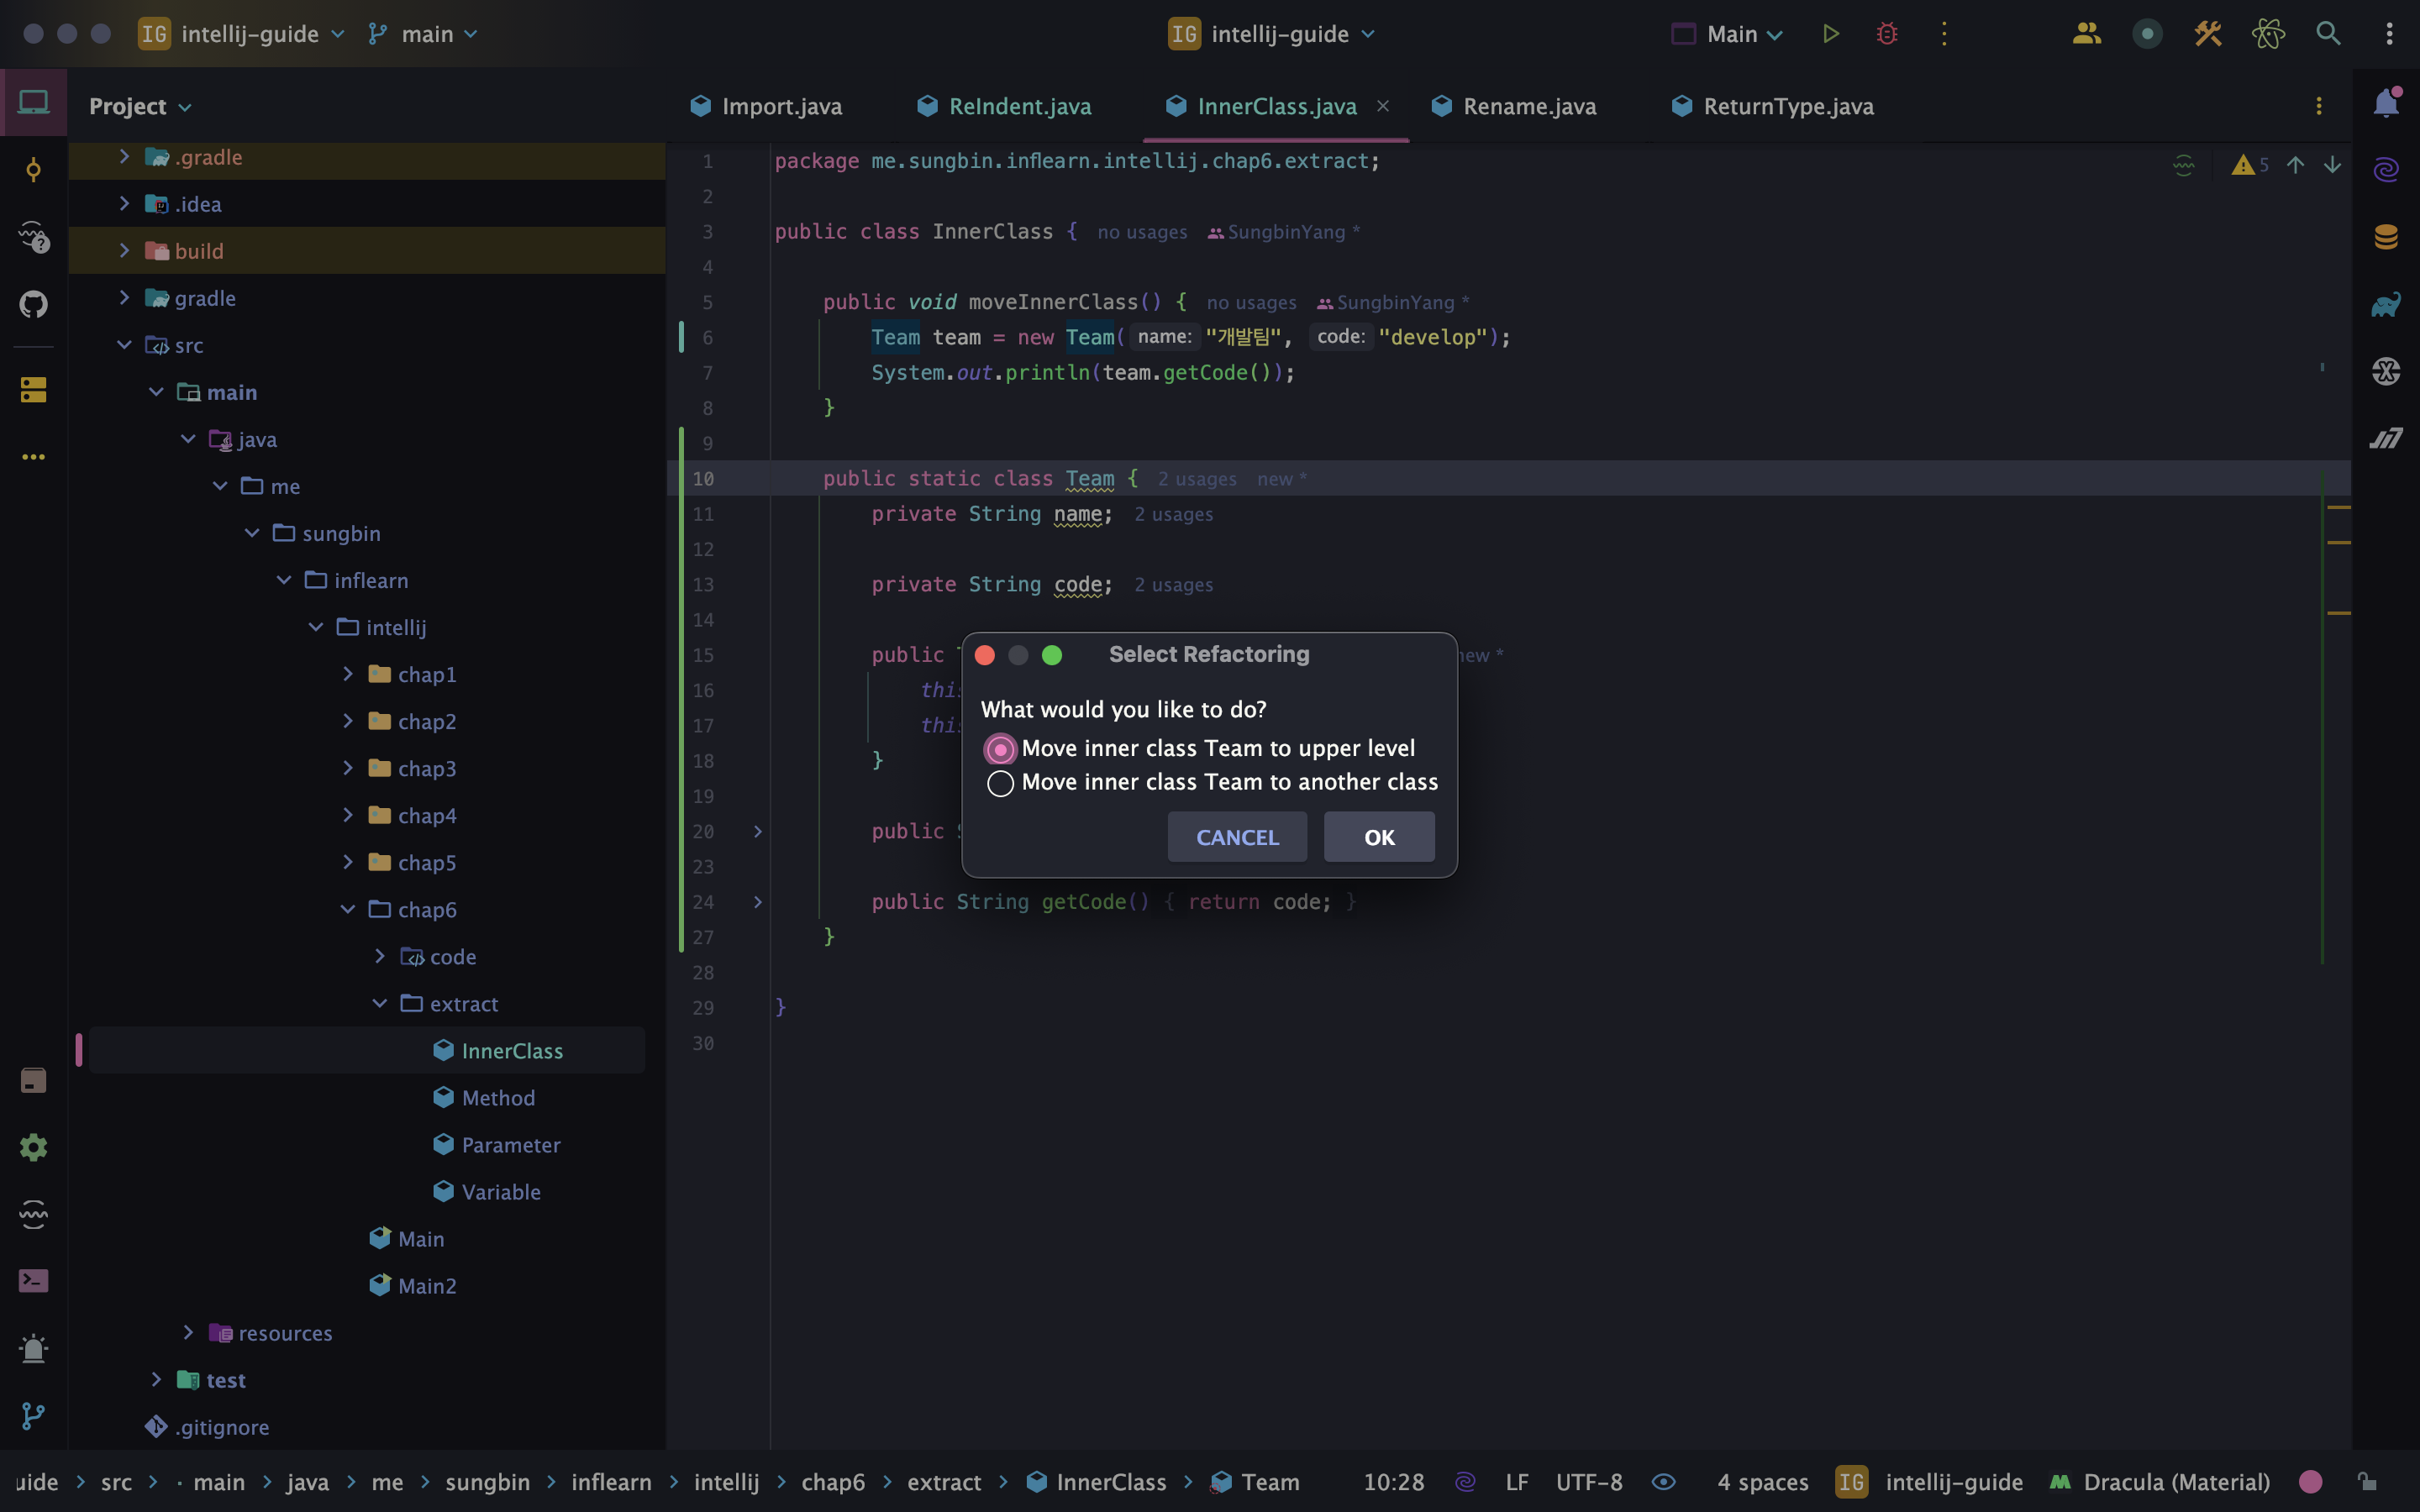 IG intellij-guide main
IG intellij-guide
Main
Project
Import.java ReIndent.java InnerClass.java Rename.java ReturnType.java
.gradle
.idea
build
gradle
src
main
java
me
sungbin
inflearn
intellij
chap1
chap2
chap3
chap4
chap5
chap6
code
extract
InnerClass
Method
Parameter
Variable
Main
Main2
resources
test
.gitignore
5
1 package me.sungbin.inflearn.intellij.chap6.extract;
2
3 public class InnerClass { no usages SungbinYang *
4
5 public void moveInnerClass() { no usages SungbinYang *
6 Team team = new Team( name: "개발팀", code: "develop");
7 System.out.println(team.getCode());
8 }
9
10 public static class Team { 2 usages new *
11 private String name; 2 usages
12
13 private String code; 2 usages
14
15 public new *
16 this
17 this
18 }
19
20 public
23
24 public String getCode() { return code; }
27 }
28
29 }
30
Select Refactoring
What would you like to do?
Move inner class Team to upper level
Move inner class Team to another class
CANCEL OK
uide > src > main > java > me > sungbin > inflearn > intellij > chap6 > extract > InnerClass > Team 10:28 LF UTF-8 4 spaces IG intellij-guide Dracula (Material)